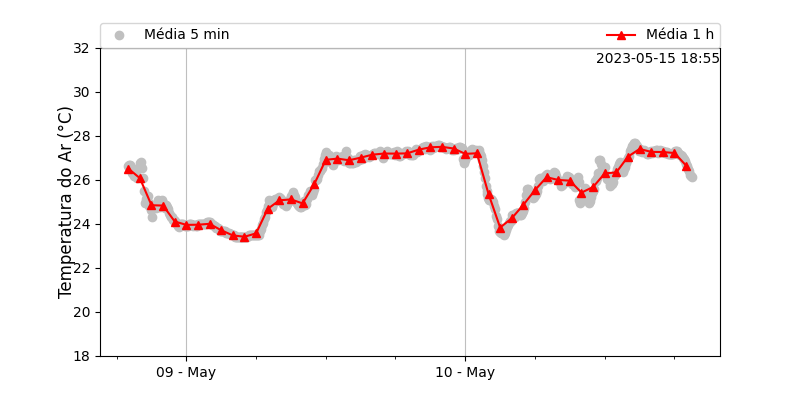 Média 5 min
Média 1 h
2023-05-15 18:55
Temperatura do Ar (°C)
32
30
28
26
24
22
20
18
09 - May
10 - May